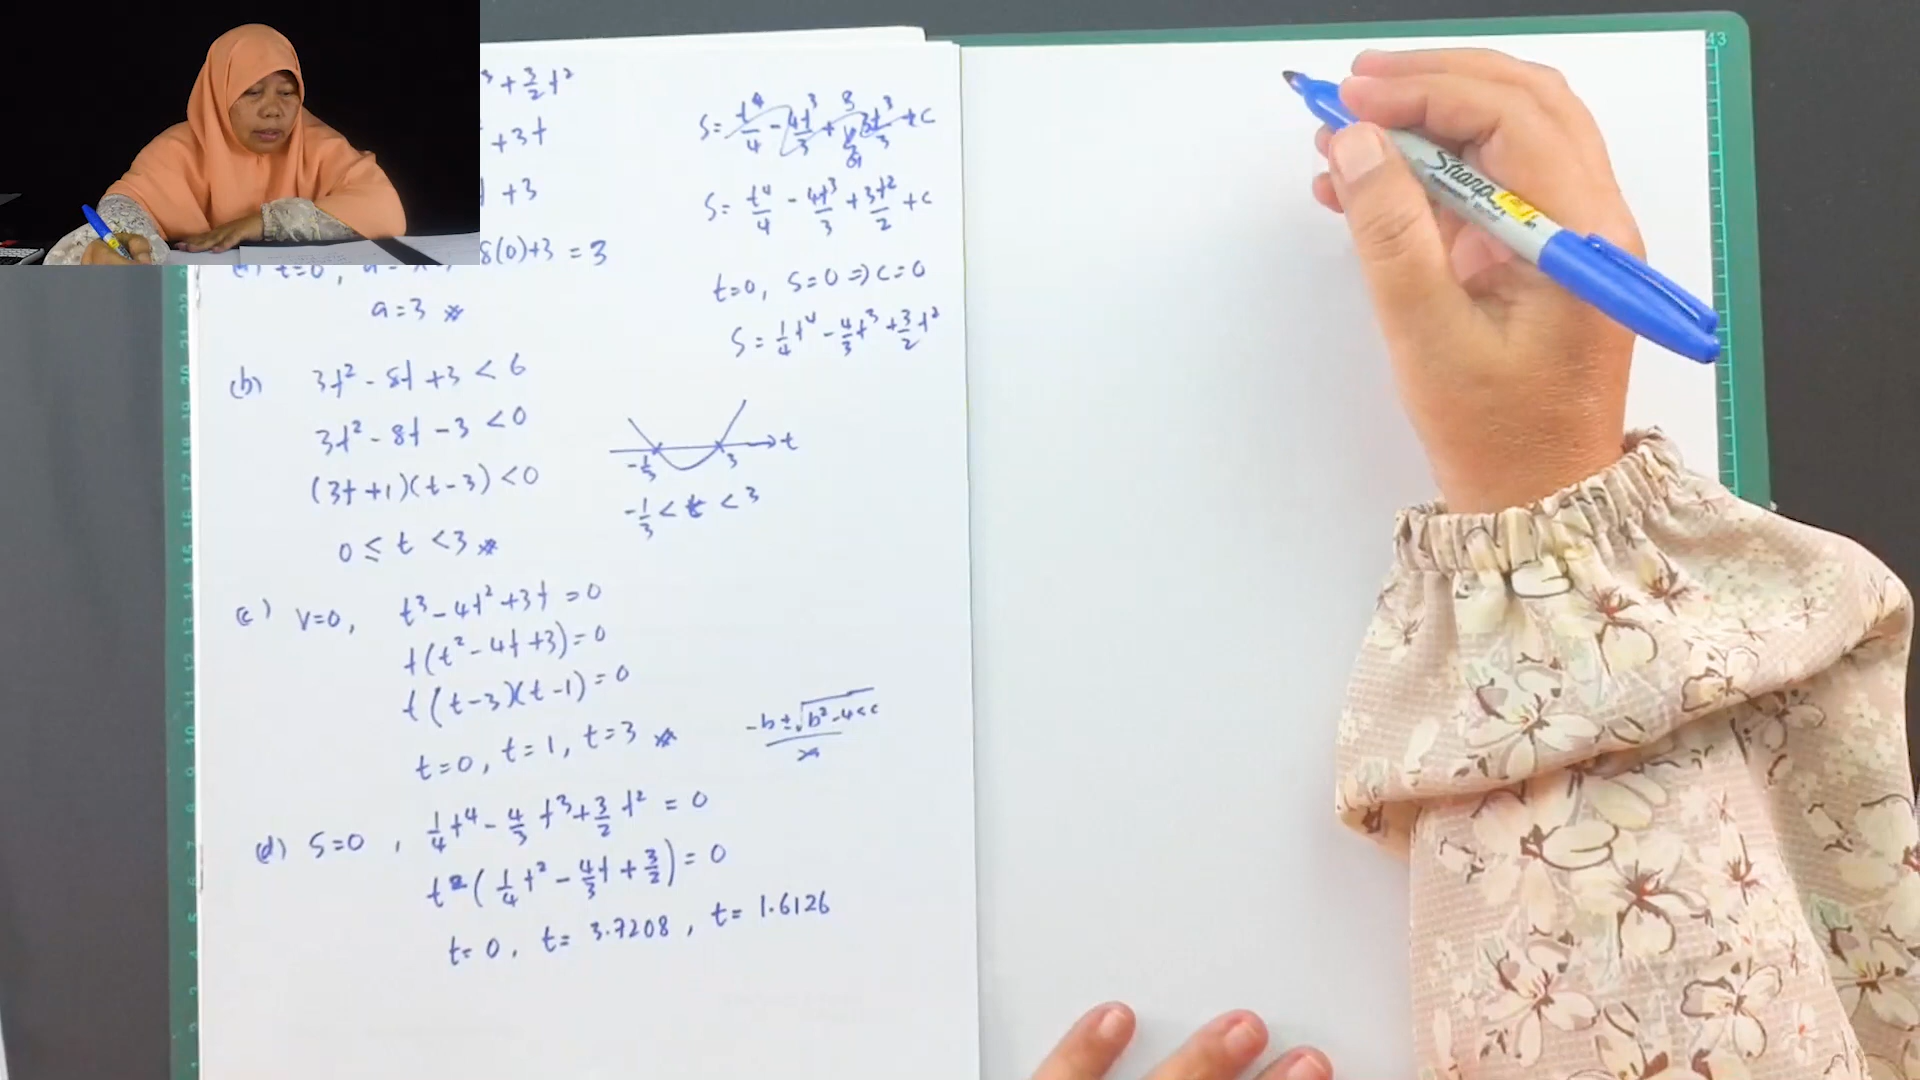 ³ + 3/2 t²
+3t
t +3
8(0)+3 = 3
t=0, a =
a=3
(b) 3t² - 8t +3 < 6
3t² - 8t - 3 < 0
(3t +1)(t-3) < 0
0 ≤ t < 3
(c) v=0, t³ - 4t² +3t = 0
t(t² - 4t +3) = 0
t(t-3)(t-1) = 0
t=0, t=1, t=3
(d) s=0, 1/4 t⁴ - 4/3 t³ + 3/2 t² = 0
t²(1/4 t² - 4/3 t + 3/2) = 0
t= 0, t= 3.7208, t= 1.6126
s= t⁴/4 - 4t³/3 + 3t³/3 + c
s= t⁴/4 - 4t³/3 + 3t²/2 + c
t=0, s=0 => c=0
s= 1/4 t⁴ - 4/3 t³ + 3/2 t²
-1/3 3 t
-1/3 < t < 3
-b ± √b² - 4
Sharpie
43